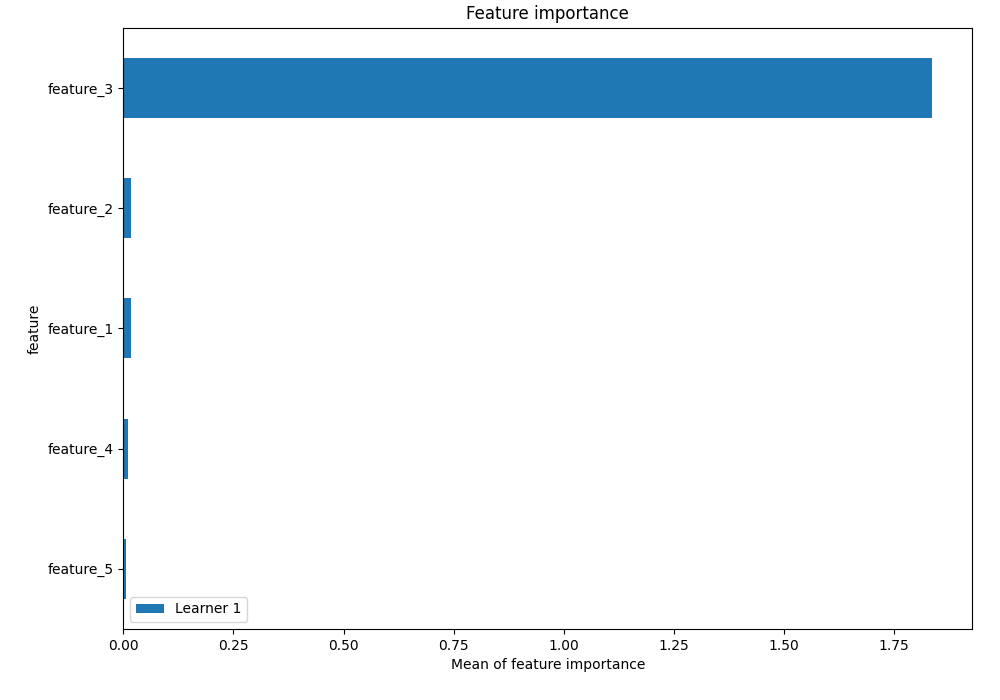 Feature importance
feature_3
feature_2
feature_1
feature_4
feature_5
feature
Learner 1
0.00 0.25 0.50 0.75 1.00 1.25 1.50 1.75
Mean of feature importance